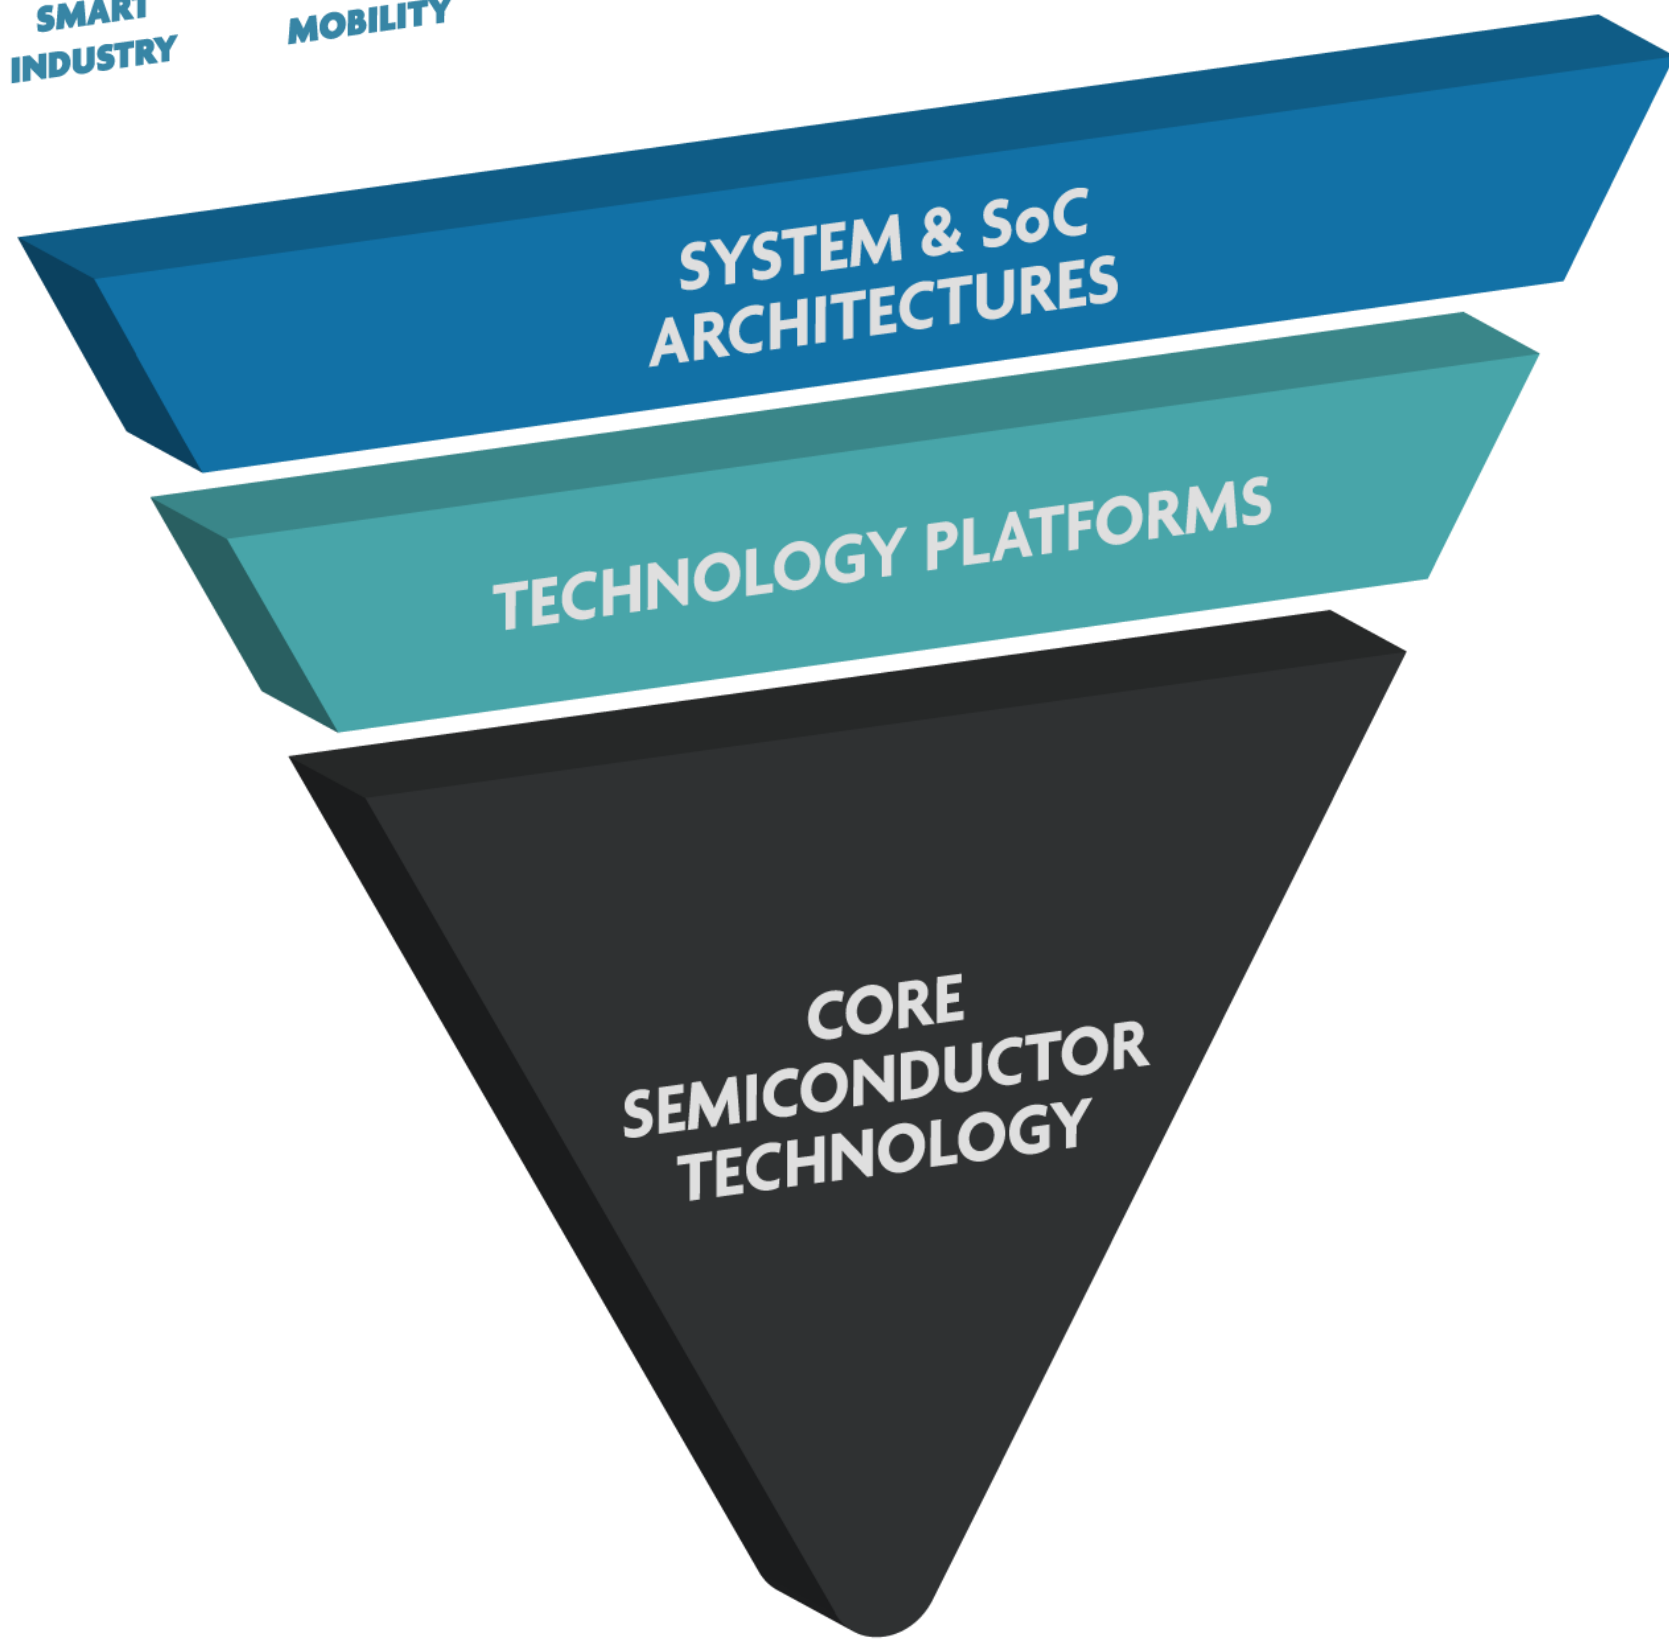 SMART
INDUSTRY
MOBILITY
SYSTEM & SoC
ARCHITECTURES
TECHNOLOGY PLATFORMS
CORE
SEMICONDUCTOR
TECHNOLOGY